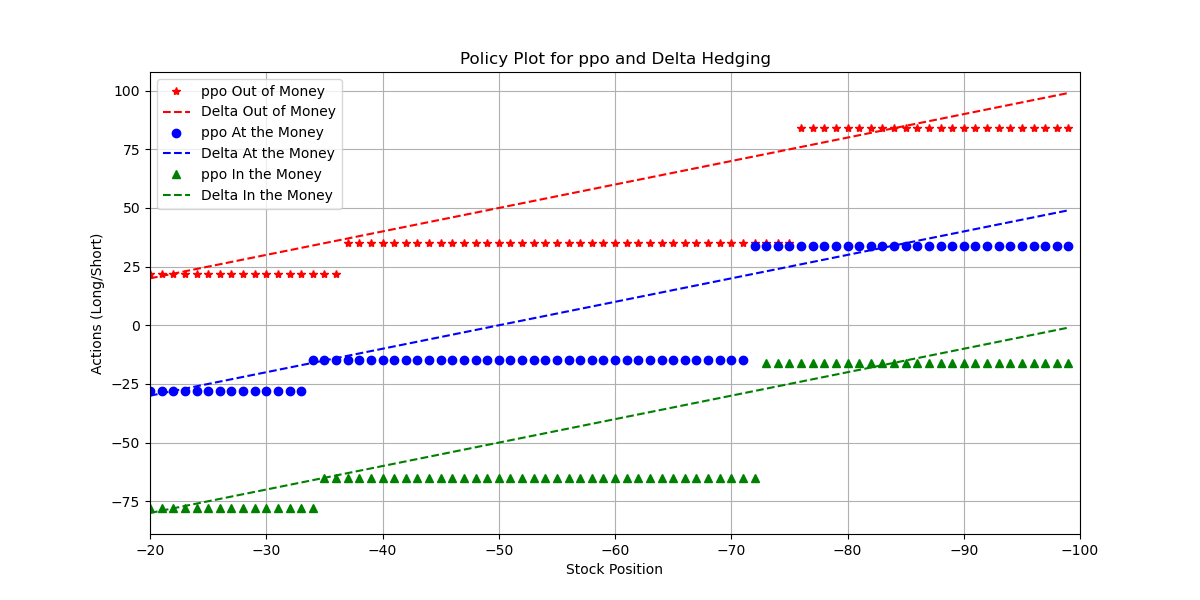 Policy Plot for ppo and Delta Hedging
ppo Out of Money
Delta Out of Money
ppo At the Money
Delta At the Money
ppo In the Money
Delta In the Money
Actions (Long/Short)
100
75
50
25
0
−25
−50
−75
−20
−30
−40
−50
−60
−70
−80
−90
−100
Stock Position